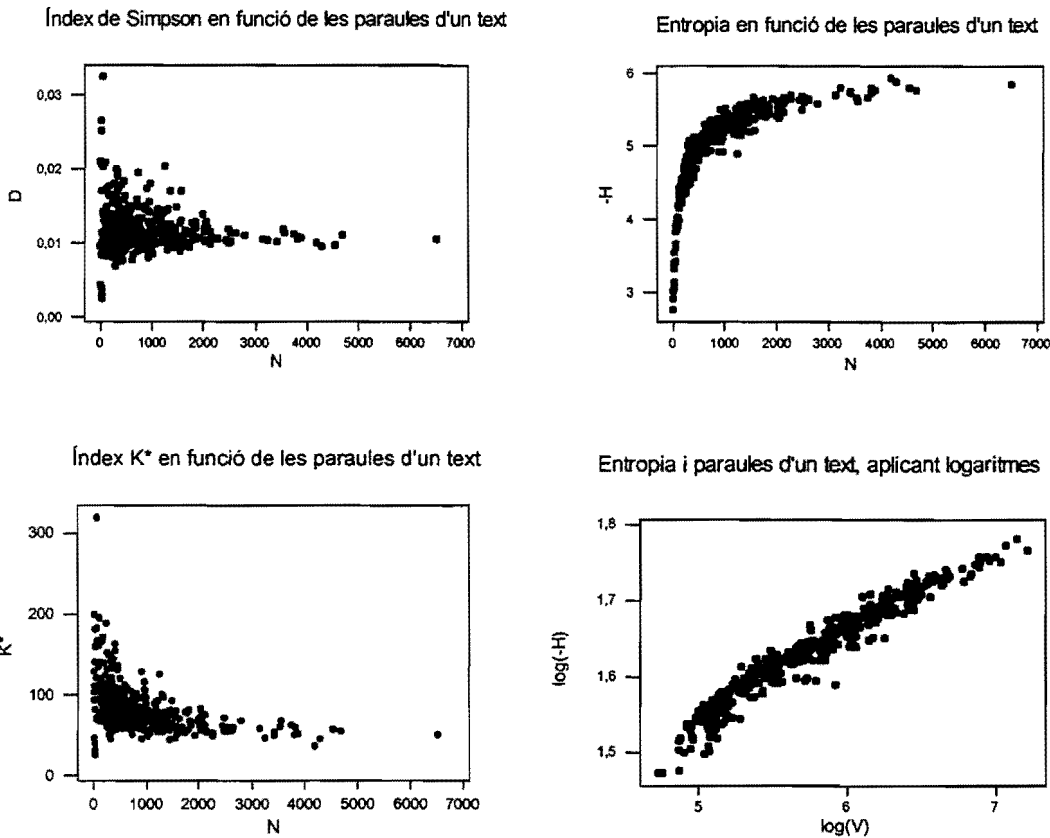 Índex de Simpson en funció de les paraules d'un text
0,03
0,02
0,01
0,00
D
0 1000 2000 3000 4000 5000 6000 7000
N
Entropia en funció de les paraules d'un text
6
5
4
3
-H
0 1000 2000 3000 4000 5000 6000 7000
N
Índex K* en funció de les paraules d'un text
300
200
100
0
K*
0 1000 2000 3000 4000 5000 6000 7000
N
Entropia i paraules d'un text, aplicant logaritmes
1,8
1,7
1,6
1,5
log(-H)
5 6 7
log(V)